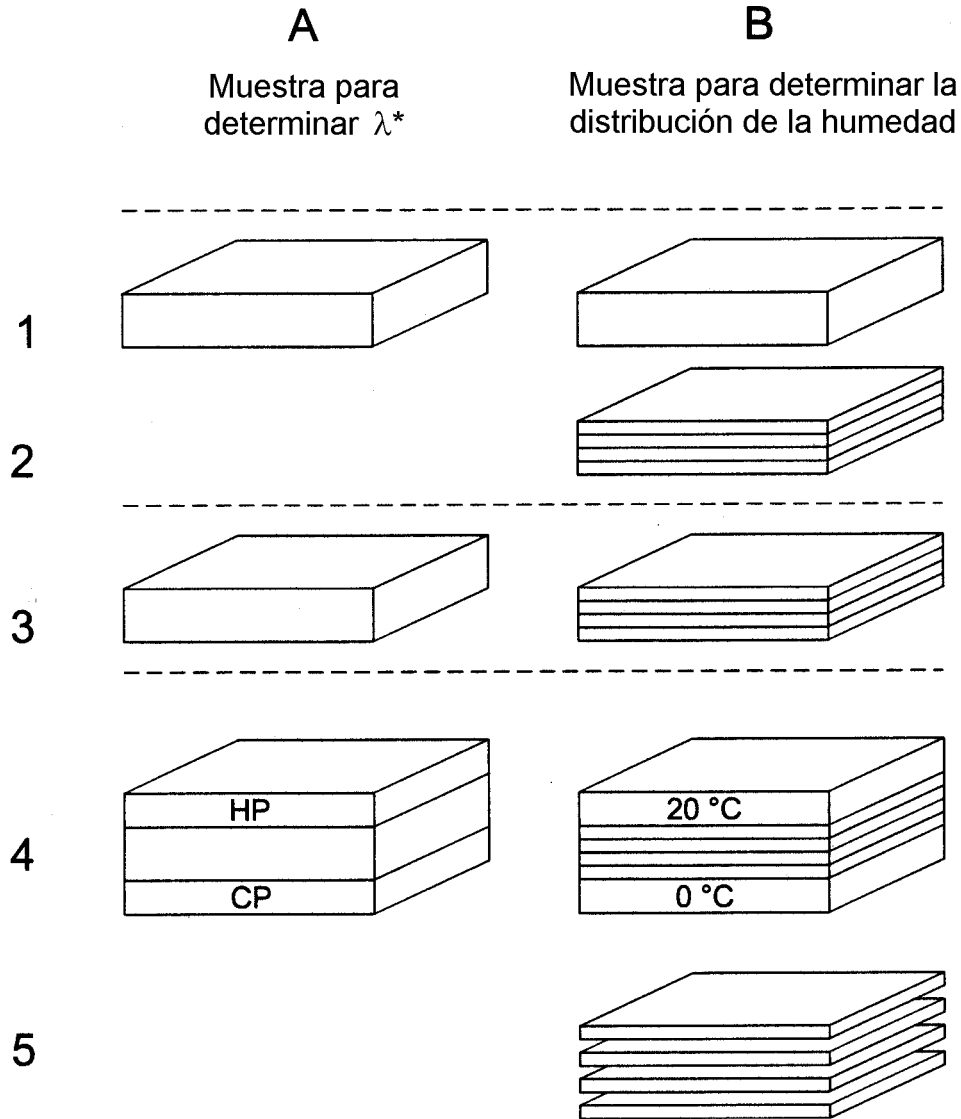 A
B
Muestra para
determinar λ*
Muestra para determinar la
distribución de la humedad
1
2
3
4
HP
CP
20 °C
0 °C
5